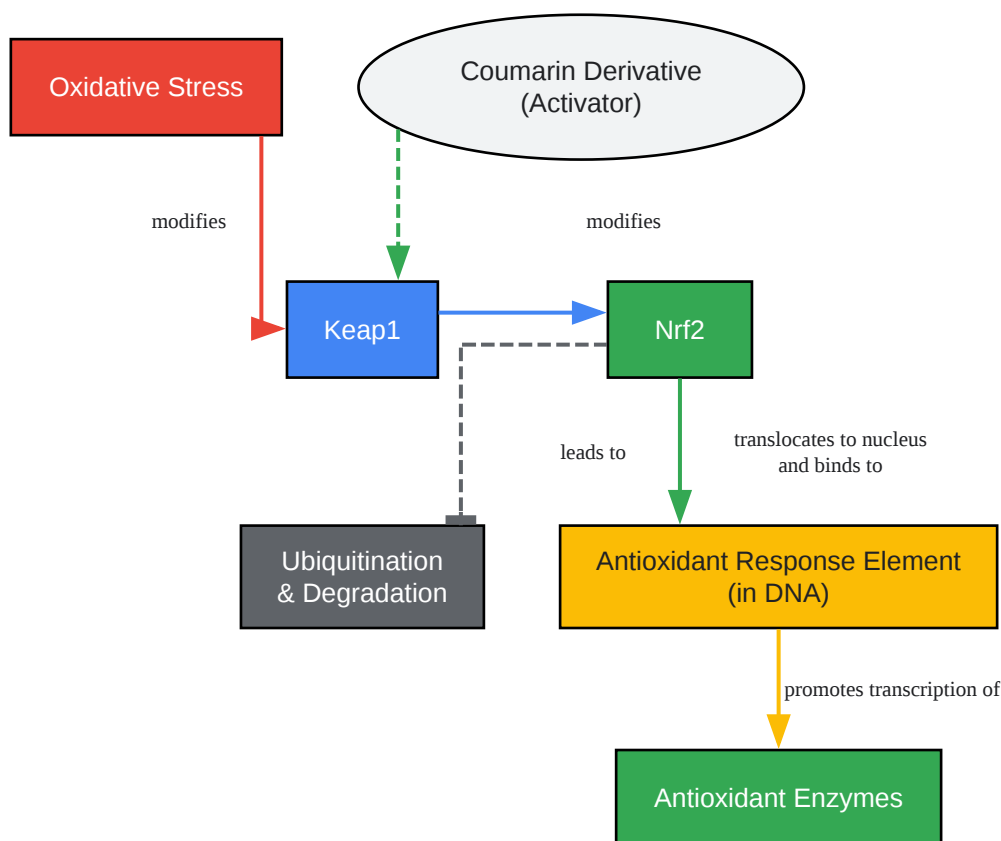 Oxidative Stress
Coumarin Derivative
(Activator)
modifies
modifies
Keap1
Nrf2
leads to
translocates to nucleus
and binds to
Ubiquitination
& Degradation
Antioxidant Response Element
(in DNA)
promotes transcription of
Antioxidant Enzymes